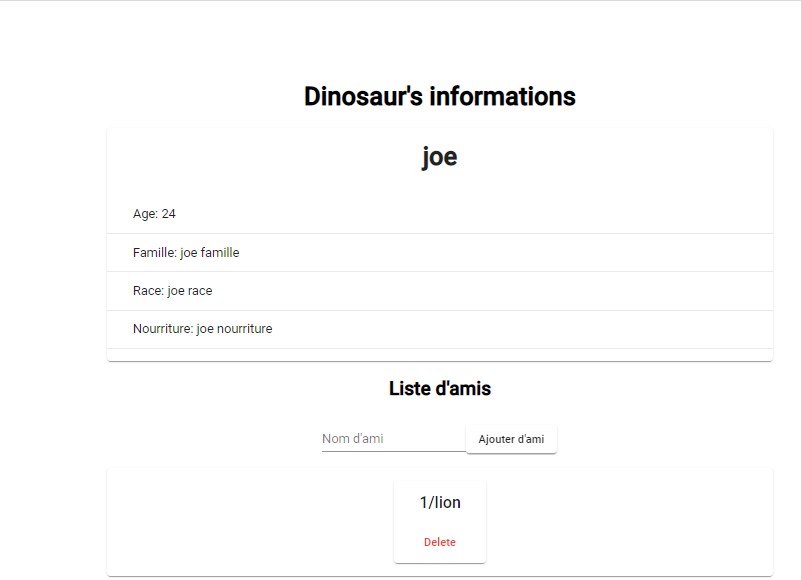 Dinosaur's informations
joe
Age: 24
Famille: joe famille
Race: joe race
Nourriture: joe nourriture
Liste d'amis
Nom d'ami
Ajouter d'ami
1/lion
Delete